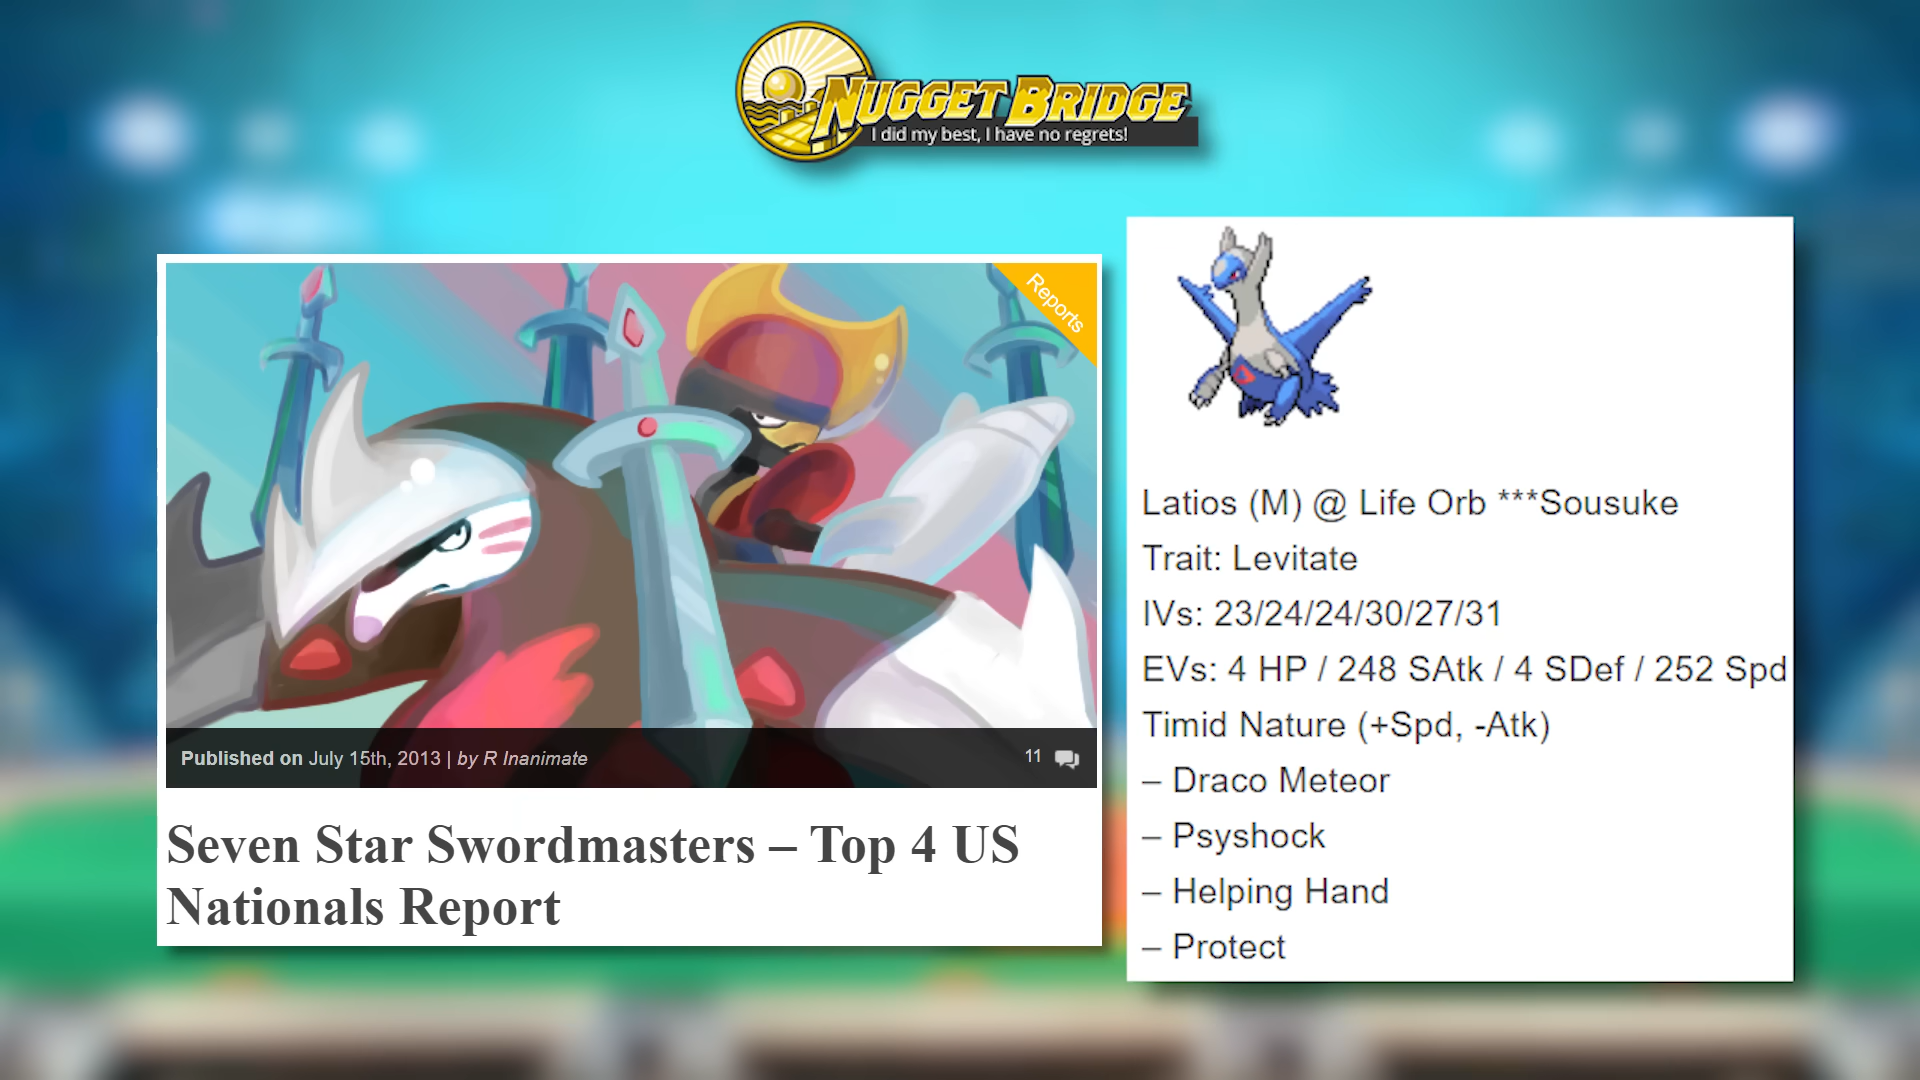 NUGGET BRIDGE
I did my best, I have no regrets!
Reports
Published on July 15th, 2013 | by R Inanimate
11
Seven Star Swordmasters – Top 4 US
Nationals Report
Latios (M) @ Life Orb ***Sousuke
Trait: Levitate
IVs: 23/24/24/30/27/31
EVs: 4 HP / 248 SAtk / 4 SDef / 252 Spd
Timid Nature (+Spd, -Atk)
– Draco Meteor
– Psyshock
– Helping Hand
– Protect